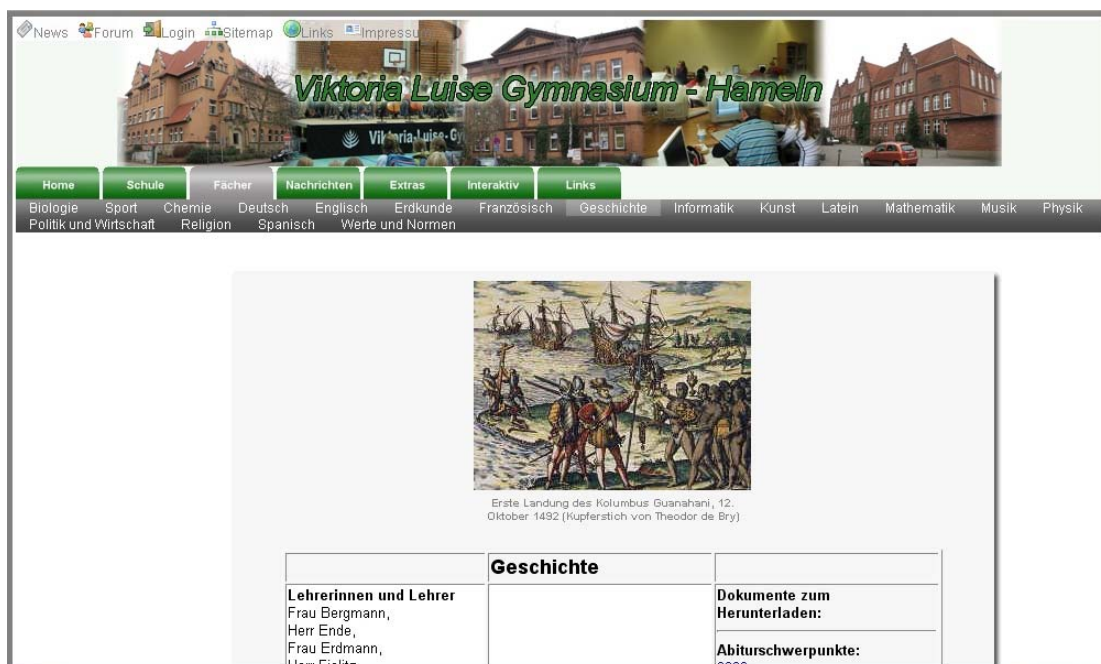 News Forum Login Sitemap Links Impressum
Viktoria Luise Gymnasium - Hameln
Home Schule Fächer Nachrichten Extras Interaktiv Links
Biologie Sport Chemie Deutsch Englisch Erdkunde Französisch Geschichte Informatik Kunst Latein Mathematik Musik Physik
Politik und Wirtschaft Religion Spanisch Werte und Normen
Erste Landung des Kolumbus Guanahani, 12.
Oktober 1492 (Kupferstich von Theodor de Bry)
Geschichte
Lehrerinnen und Lehrer
Frau Bergmann,
Herr Ende,
Frau Erdmann,
Dokumente zum
Herunterladen:
Abiturschwerpunkte: